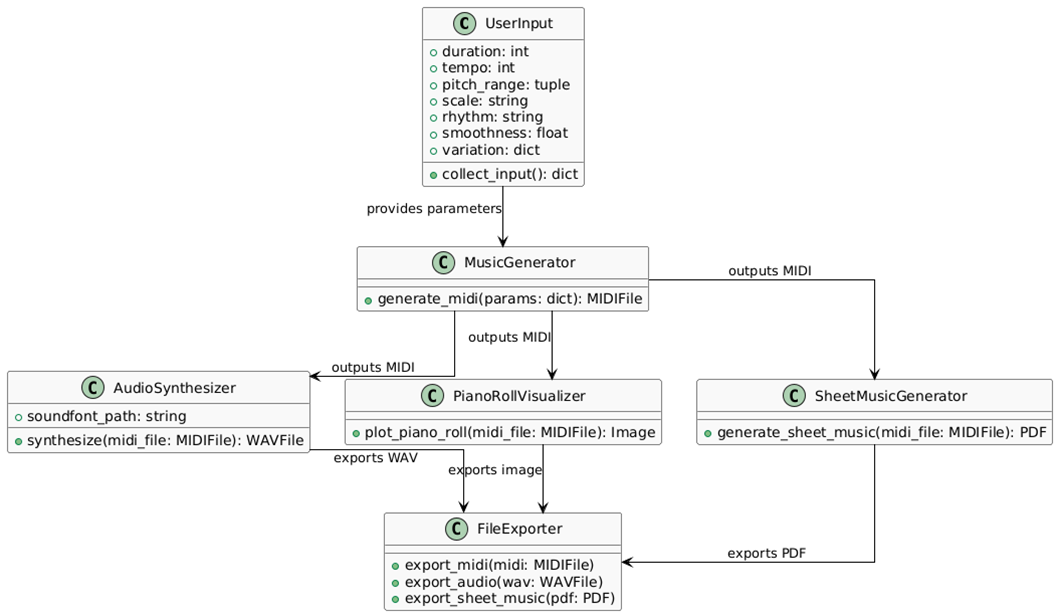 C UserInput
duration: int
tempo: int
pitch_range: tuple
scale: string
rhythm: string
smoothness: float
variation: dict
collect_input(): dict
provides parameters
C MusicGenerator
generate_midi(params: dict): MIDIFile
outputs MIDI
outputs MIDI
outputs MIDI
C AudioSynthesizer
soundfont_path: string
synthesize(midi_file: MIDIFile): WAVFile
C PianoRollVisualizer
plot_piano_roll(midi_file: MIDIFile): Image
C SheetMusicGenerator
generate_sheet_music(midi_file: MIDIFile): PDF
exports WAV
exports image
exports PDF
C FileExporter
export_midi(midi: MIDIFile)
export_audio(wav: WAVFile)
export_sheet_music(pdf: PDF)